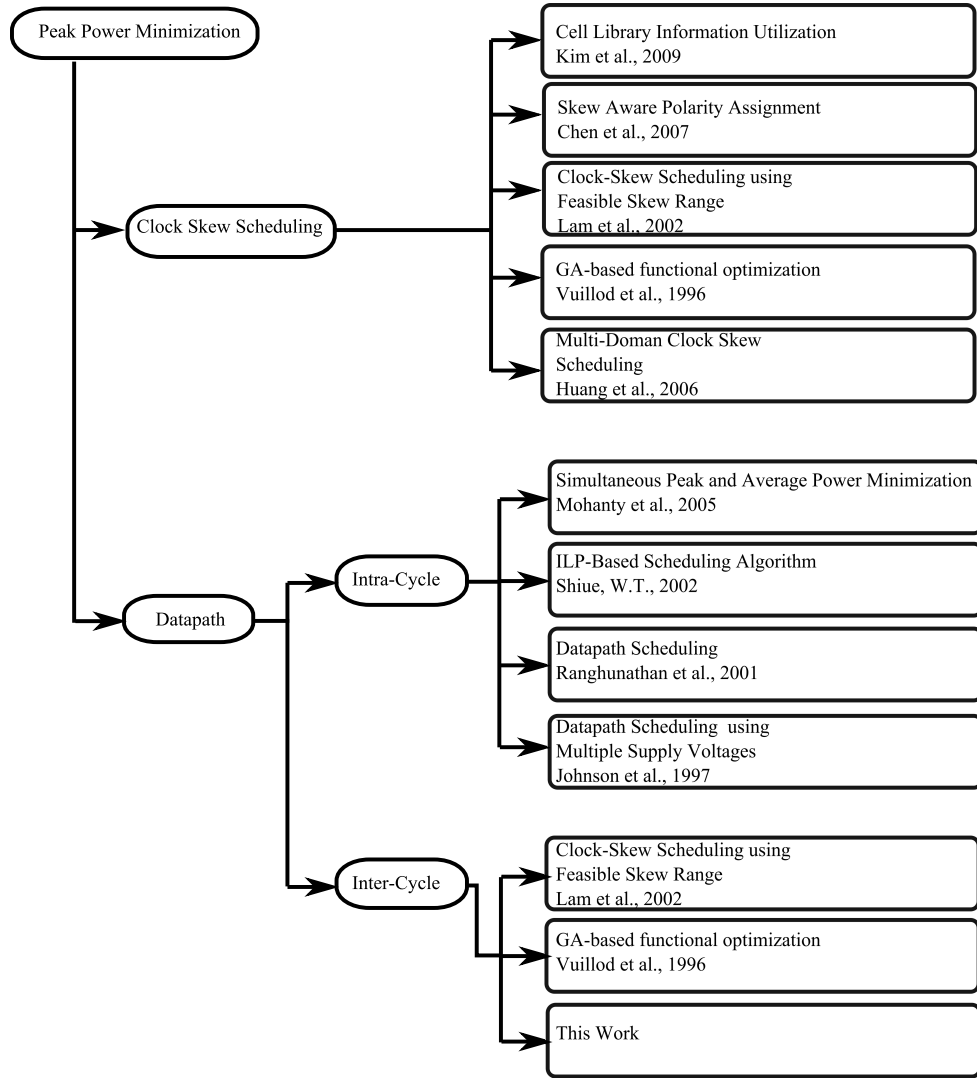 Peak Power Minimization
Clock Skew Scheduling
Cell Library Information Utilization
Kim et al., 2009
Skew Aware Polarity Assignment
Chen et al., 2007
Clock-Skew Scheduling using
Feasible Skew Range
Lam et al., 2002
GA-based functional optimization
Vuillod et al., 1996
Multi-Doman Clock Skew
Scheduling
Huang et al., 2006
Datapath
Intra-Cycle
Simultaneous Peak and Average Power Minimization
Mohanty et al., 2005
ILP-Based Scheduling Algorithm
Shiue, W.T., 2002
Datapath Scheduling
Ranghunathan et al., 2001
Datapath Scheduling using
Multiple Supply Voltages
Johnson et al., 1997
Inter-Cycle
Clock-Skew Scheduling using
Feasible Skew Range
Lam et al., 2002
GA-based functional optimization
Vuillod et al., 1996
This Work